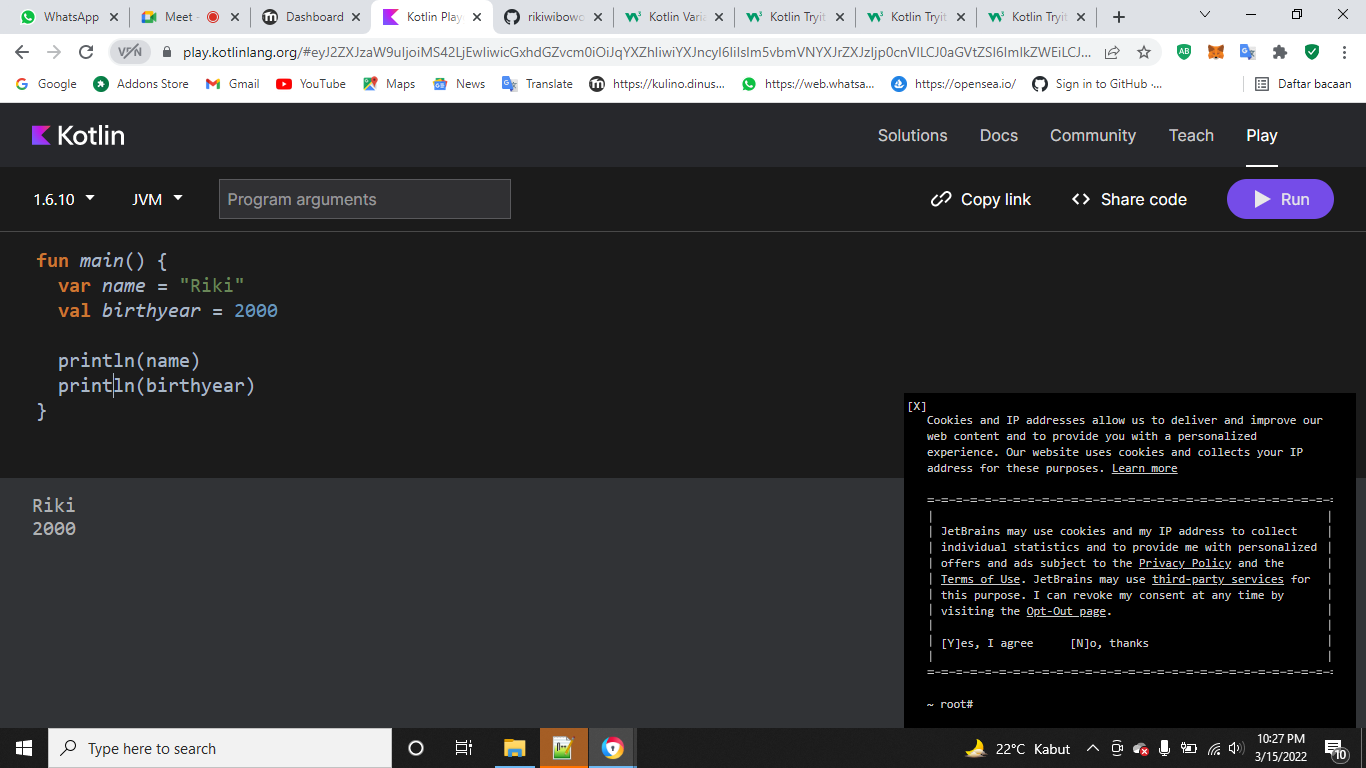 WhatsApp
Meet -
Dashboard
Kotlin Play
rikiwibowo
Kotlin Varia
Kotlin Tryit
Kotlin Tryit
Kotlin Tryit
VPN
Google
Addons Store
Gmail
YouTube
Maps
News
Translate
https://kulino.dinus...
https://web.whatsa...
https://opensea.io/
Sign in to GitHub ·...
Daftar bacaan
Kotlin
Solutions
Docs
Community
Teach
Play
1.6.10
JVM
Program arguments
Copy link
Share code
Run
fun main() {
var name = "Riki"
val birthyear = 2000
println(name)
println(birthyear)
}
Riki
2000
[X]
Cookies and IP addresses allow us to deliver and improve our
web content and to provide you with a personalized
experience. Our website uses cookies and collects your IP
address for these purposes. Learn more
JetBrains may use cookies and my IP address to collect
individual statistics and to provide me with personalized
offers and ads subject to the Privacy Policy and the
Terms of Use. JetBrains may use third-party services for
this purpose. I can revoke my consent at any time by
visiting the Opt-Out page.
[Y]es, I agree [N]o, thanks
~ root#
Type here to search
22°C Kabut
10:27 PM
3/15/2022
10